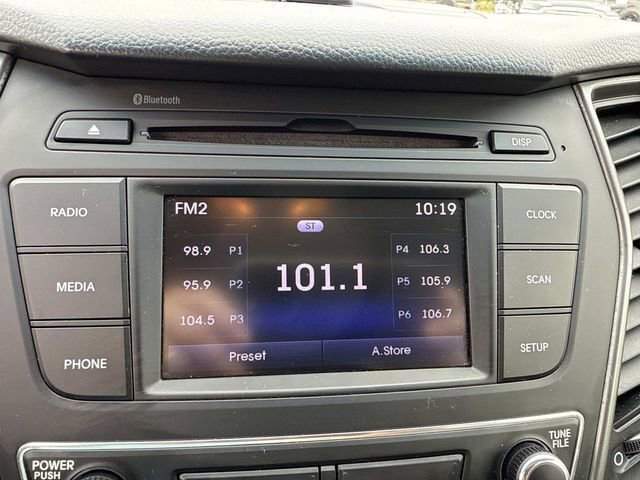 Bluetooth
DISP
RADIO
MEDIA
PHONE
FM2
10:19
ST
98.9 P1
95.9 P2
104.5 P3
101.1
P4 106.3
P5 105.9
P6 106.7
Preset
A.Store
CLOCK
SCAN
SETUP
POWER
PUSH
TUNE
FILE